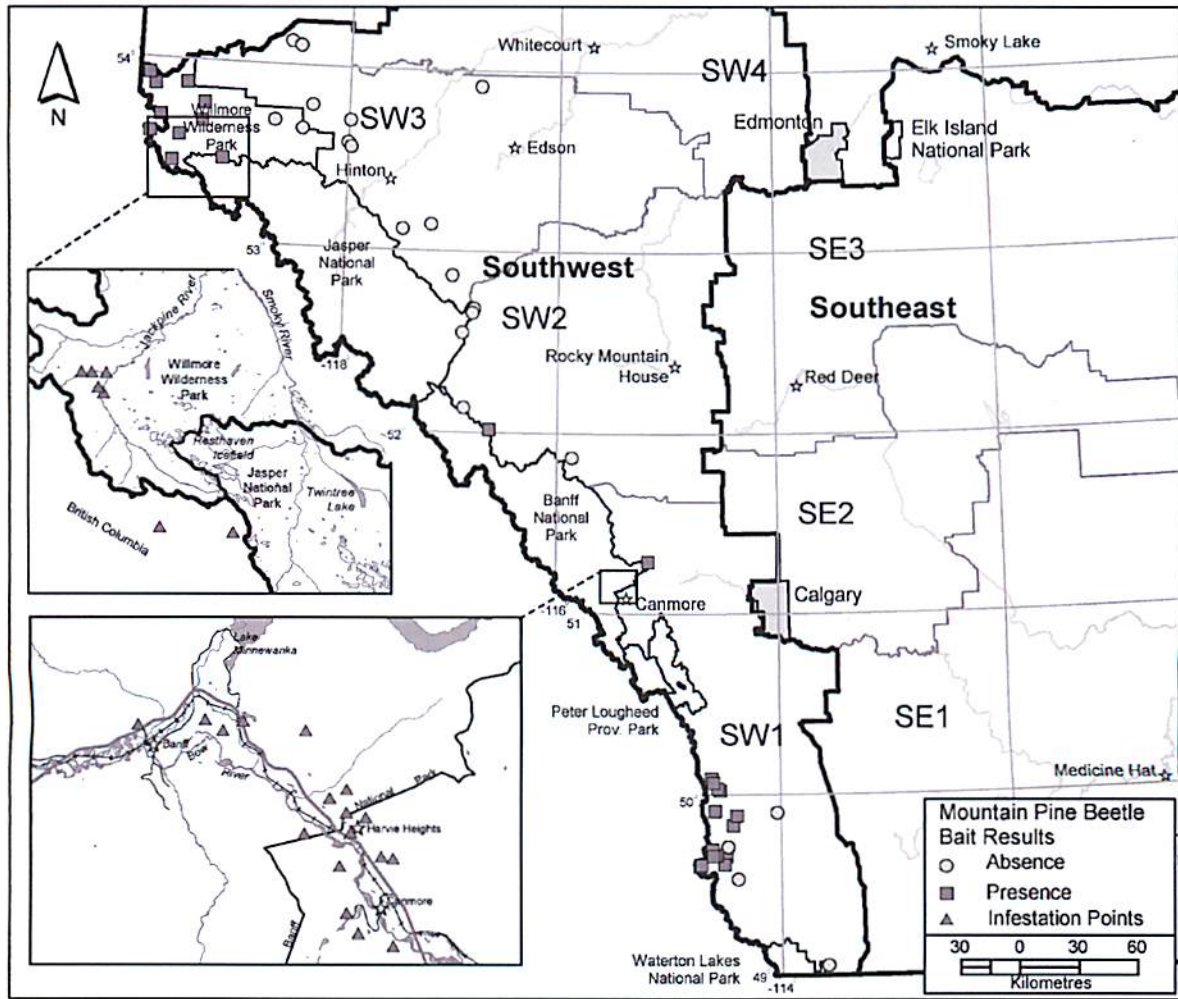 54°
N
Whitecourt
Smoky Lake
SW4
SW3
Willmore
Wilderness
Park
Edmonton
Elk Island
National Park
Edson
Hinton
53°
Jasper
National
Park
Southwest
SE3
SW2
Southeast
-118
Rocky Mountain
House
Red Deer
52
Jackpine River
Smoky River
Willmore
Wilderness
Park
Resthaven
Icefield
Jasper
National
Park
Twintree
Lake
British Columbia
Banff
National
Park
SE2
-116
51
Canmore
Calgary
Lake
Minnewanka
Banff
Bow
River
National Park
Harvie Heights
Canmore
Banff
Peter Lougheed
Prov. Park
SW1
SE1
Medicine Hat
50°
Waterton Lakes
National Park
49°
-114
Mountain Pine Beetle
Bait Results
Absence
Presence
Infestation Points
30 0 30 60
Kilometres